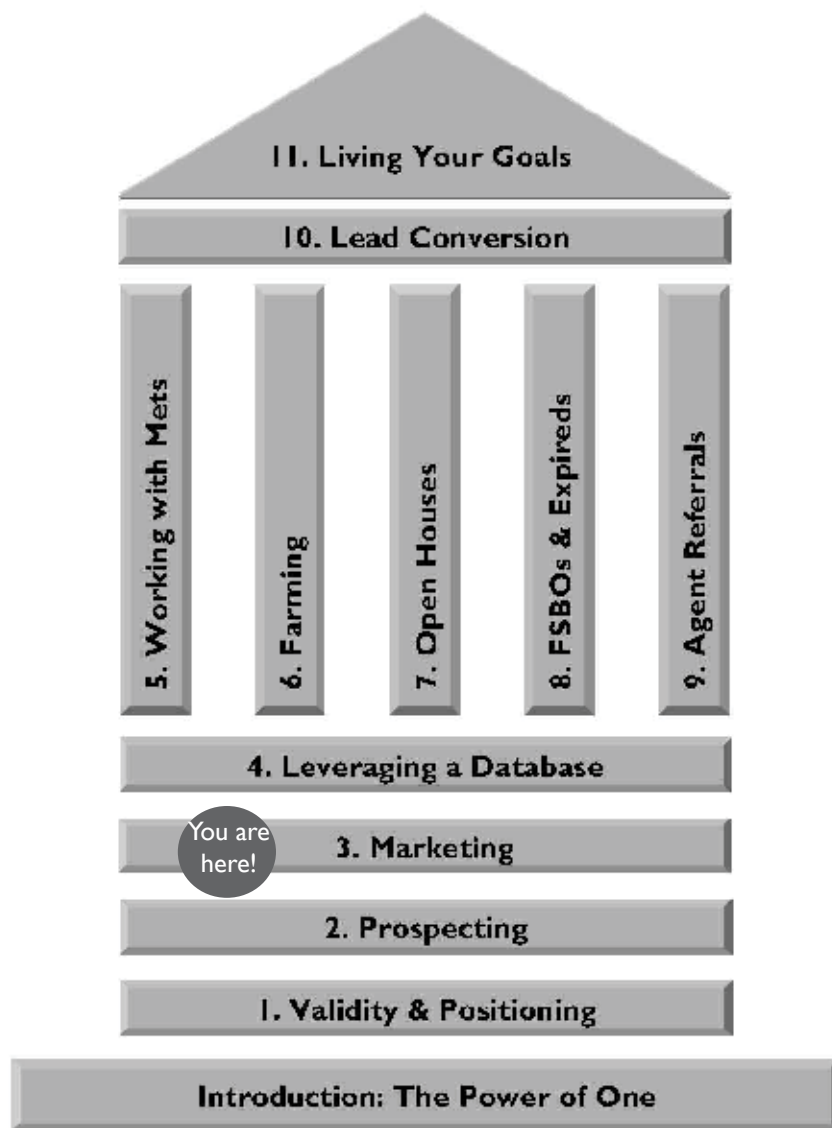 11. Living Your Goals
10. Lead Conversion
5. Working with Mets
6. Farming
7. Open Houses
8. FSBOs & Expireds
9. Agent Referrals
4. Leveraging a Database
You are
here!
3. Marketing
2. Prospecting
1. Validity & Positioning
Introduction: The Power of One